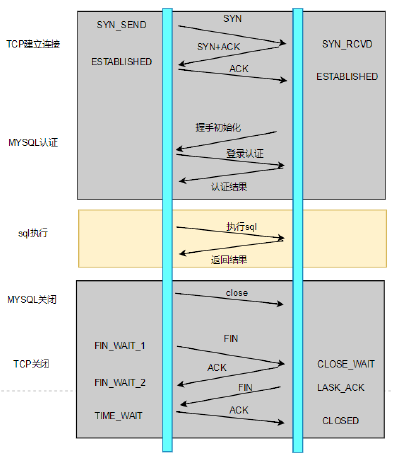 TCP建立连接
SYN_SEND
SYN
SYN+ACK
SYN_RCVD
ESTABLISHED
ACK
ESTABLISHED
MYSQL认证
握手初始化
登录认证
认证结果
sql执行
执行sql
返回结果
MYSQL关闭
close
TCP关闭
FIN_WAIT_1
FIN
ACK
CLOSE_WAIT
FIN_WAIT_2
FIN
LASK_ACK
TIME_WAIT
ACK
CLOSED